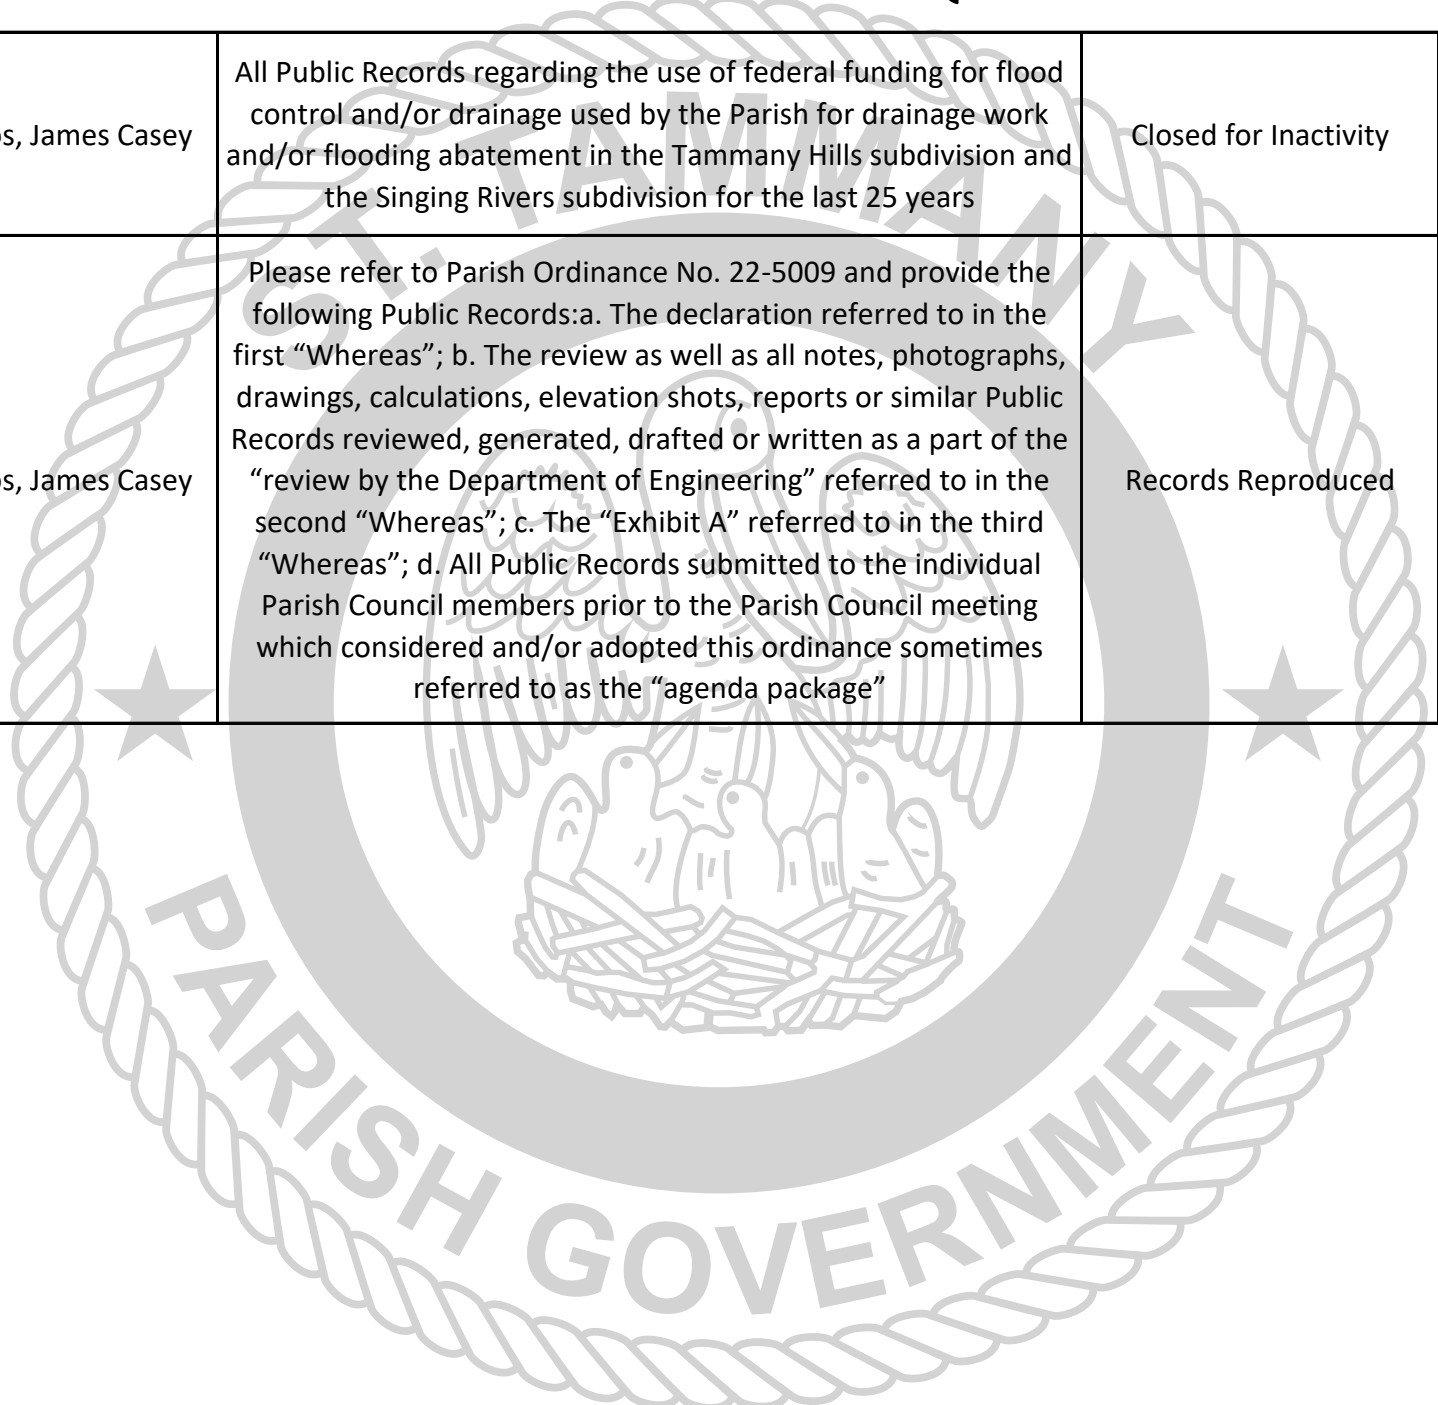 All Public Records regarding the use of federal funding for flood
control and/or drainage used by the Parish for drainage work
and/or flooding abatement in the Tammany Hills subdivision and
the Singing Rivers subdivision for the last 25 years
James Casey
Closed for Inactivity
Please refer to Parish Ordinance No. 22-5009 and provide the
following Public Records:a. The declaration referred to in the
first “Whereas”; b. The review as well as all notes, photographs,
drawings, calculations, elevation shots, reports or similar Public
Records reviewed, generated, drafted or written as a part of the
“review by the Department of Engineering” referred to in the
second “Whereas”; c. The “Exhibit A” referred to in the third
“Whereas”; d. All Public Records submitted to the individual
Parish Council members prior to the Parish Council meeting
which considered and/or adopted this ordinance sometimes
referred to as the “agenda package”
James Casey
Records Reproduced
ST. TAMMANY
PARISH GOVERNMENT